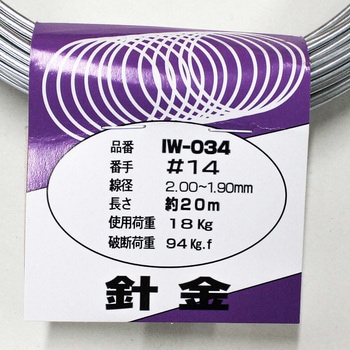 品番 IW-034
番手 #14
線径 2.00~1.90mm
長さ 約20m
使用荷重 18Kg
破断荷重 94Kg.f
針金